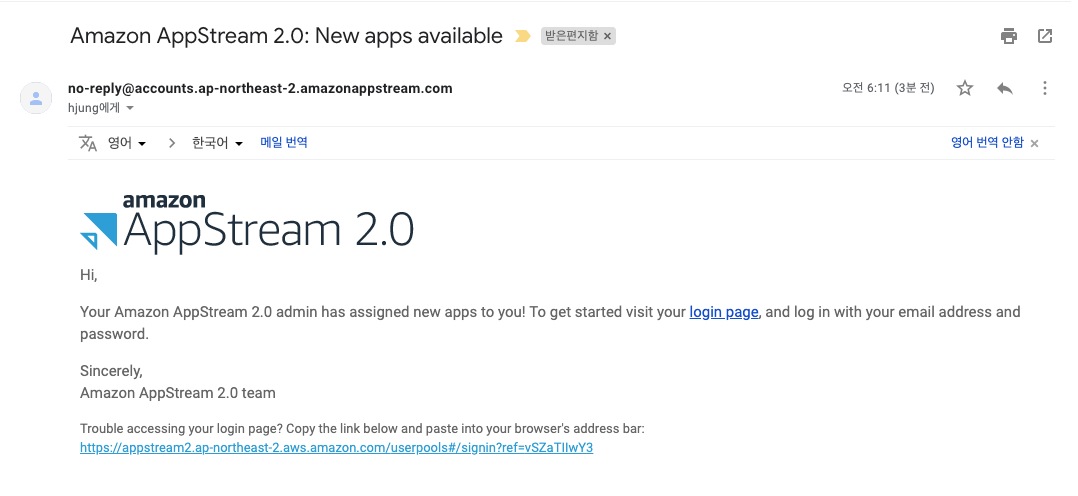 Amazon AppStream 2.0: New apps available 받은편지함 ×
no-reply@accounts.ap-northeast-2.amazonappstream.com 오전 6:11 (3분 전)
hjung에게
영어 한국어 메일 번역 영어 번역 안함 ×
amazon
AppStream 2.0
Hi,
Your Amazon AppStream 2.0 admin has assigned new apps to you! To get started visit your login page, and log in with your email address and
password.
Sincerely,
Amazon AppStream 2.0 team
Trouble accessing your login page? Copy the link below and paste into your browser's address bar:
https://appstream2.ap-northeast-2.aws.amazon.com/userpools#/signin?ref=vSZaTIIwY3